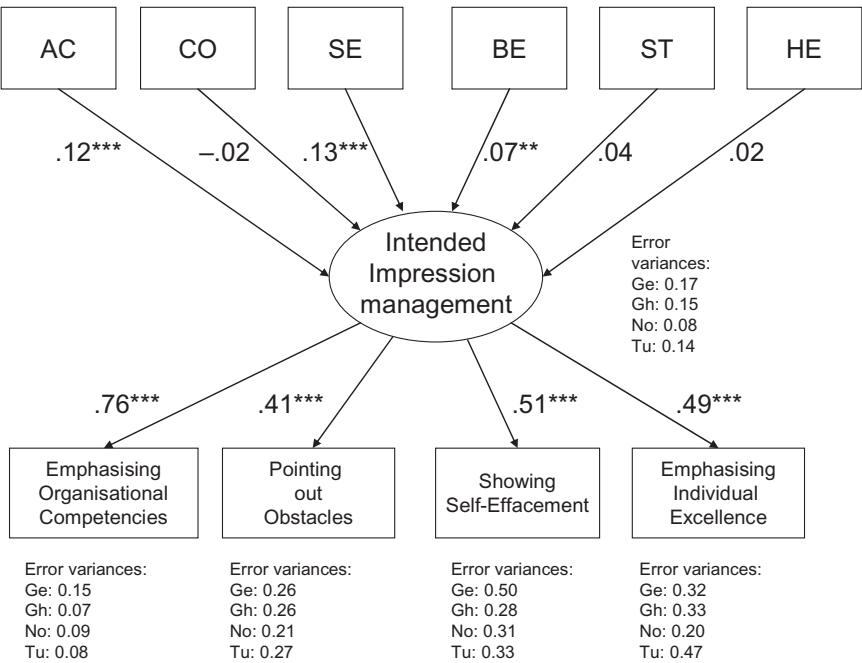 AC
CO
SE
BE
ST
HE
.12***
–.02
.13***
.07**
.04
.02
Intended
Impression
management
Error
variances:
Ge: 0.17
Gh: 0.15
No: 0.08
Tu: 0.14
.76***
.41***
.51***
.49***
Emphasising
Organisational
Competencies
Pointing
out
Obstacles
Showing
Self-Effacement
Emphasising
Individual
Excellence
Error variances:
Ge: 0.15
Gh: 0.07
No: 0.09
Tu: 0.08
Error variances:
Ge: 0.26
Gh: 0.26
No: 0.21
Tu: 0.27
Error variances:
Ge: 0.50
Gh: 0.28
No: 0.31
Tu: 0.33
Error variances:
Ge: 0.32
Gh: 0.33
No: 0.20
Tu: 0.47